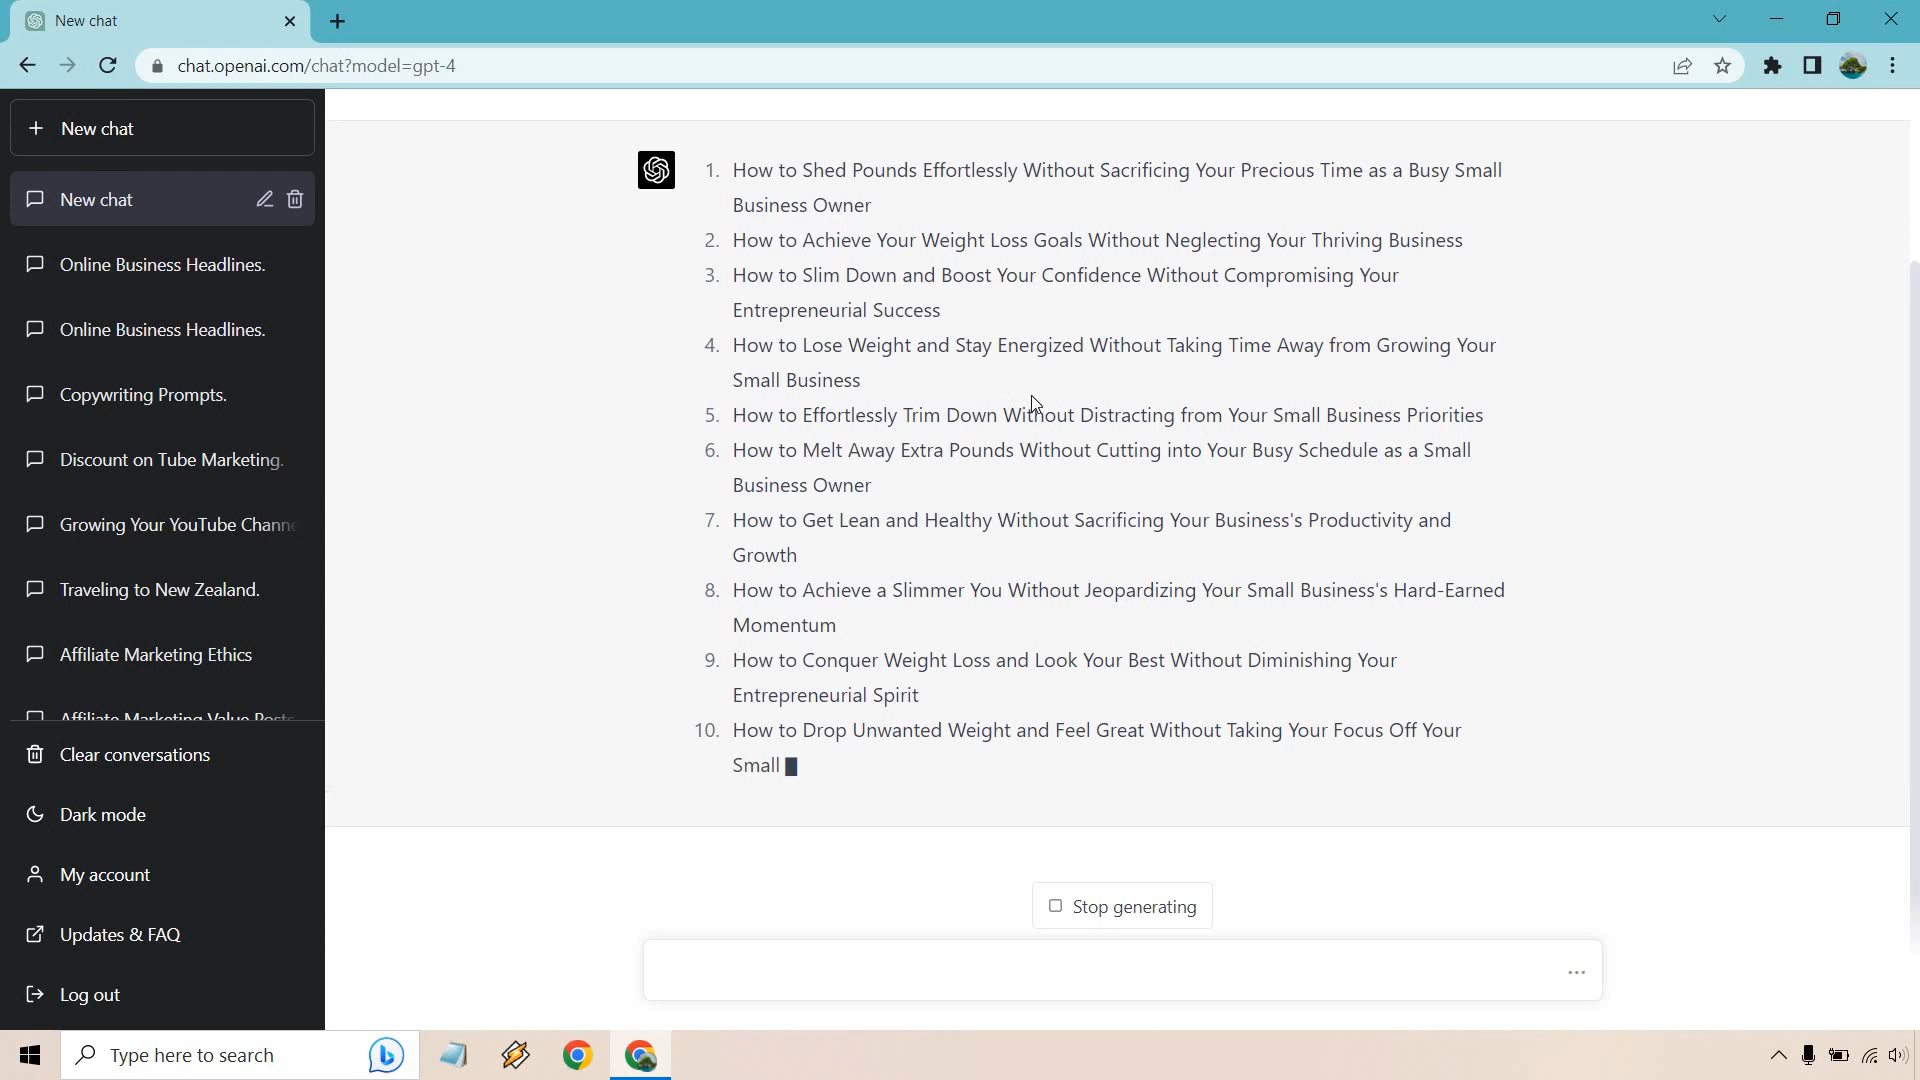 New chat
chat.openai.com/chat?model=gpt-4
New chat
New chat
Online Business Headlines.
Online Business Headlines.
Copywriting Prompts.
Discount on Tube Marketing.
Growing Your YouTube Channe
Traveling to New Zealand.
Affiliate Marketing Ethics
Affiliate Marketing Value Posts
Clear conversations
Dark mode
My account
Updates & FAQ
Log out
1. How to Shed Pounds Effortlessly Without Sacrificing Your Precious Time as a Busy Small
Business Owner
2. How to Achieve Your Weight Loss Goals Without Neglecting Your Thriving Business
3. How to Slim Down and Boost Your Confidence Without Compromising Your
Entrepreneurial Success
4. How to Lose Weight and Stay Energized Without Taking Time Away from Growing Your
Small Business
5. How to Effortlessly Trim Down Without Distracting from Your Small Business Priorities
6. How to Melt Away Extra Pounds Without Cutting into Your Busy Schedule as a Small
Business Owner
7. How to Get Lean and Healthy Without Sacrificing Your Business's Productivity and
Growth
8. How to Achieve a Slimmer You Without Jeopardizing Your Small Business's Hard-Earned
Momentum
9. How to Conquer Weight Loss and Look Your Best Without Diminishing Your
Entrepreneurial Spirit
10. How to Drop Unwanted Weight and Feel Great Without Taking Your Focus Off Your
Small
Stop generating
Type here to search